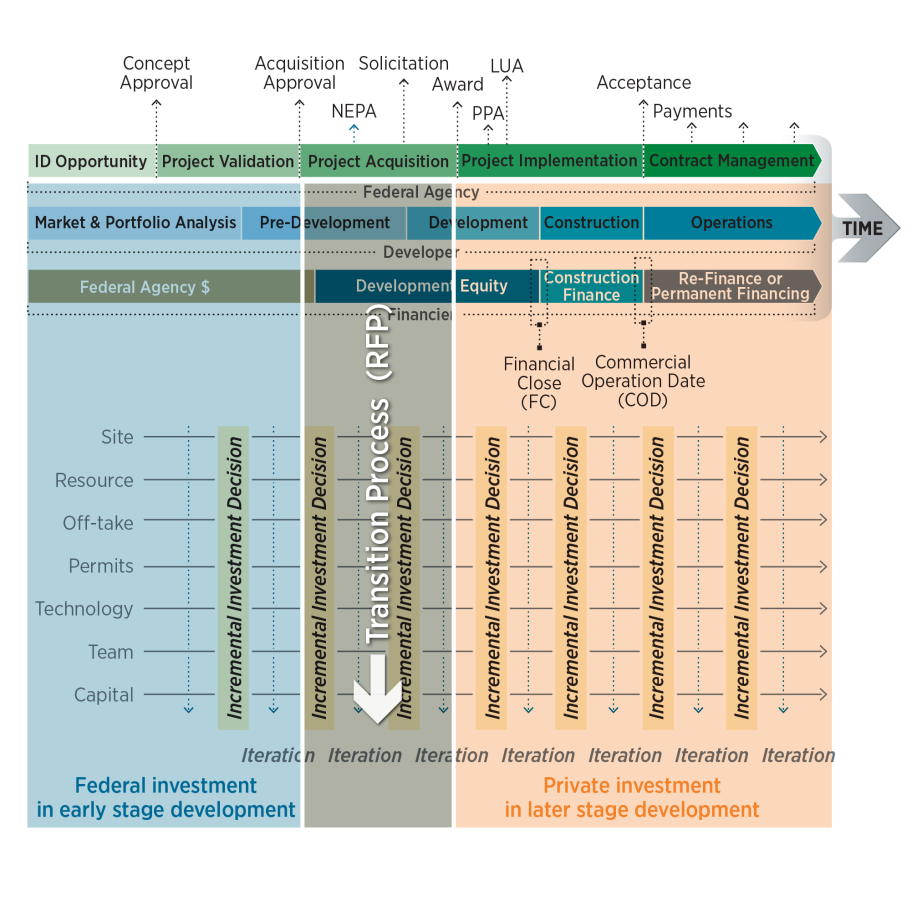 Concept
Approval
Acquisition
Approval
Solicitation
LUA
Award
Acceptance
NEPA
PPA
Payments
ID Opportunity
Project Validation
Project Acquisition
Project Implementation
Contract Management
Federal Agency
Market & Portfolio Analysis
Pre-Development
Development
Construction
Operations
TIME
Developer
Federal Agency $
Development Equity
Construction
Finance
Re-Finance or
Permanent Financing
Financier
Financial
Close
(FC)
Commercial
Operation Date
(COD)
Transition Process (RFP)
Site
Resource
Off-take
Permits
Technology
Team
Capital
Incremental Investment Decision
Incremental Investment Decision
Incremental Investment Decision
Incremental Investment Decision
Incremental Investment Decision
Incremental Investment Decision
Incremental Investment Decision
Iteration
Iteration
Iteration
Iteration
Iteration
Iteration
Iteration
Federal investment
in early stage development
Private investment
in later stage development